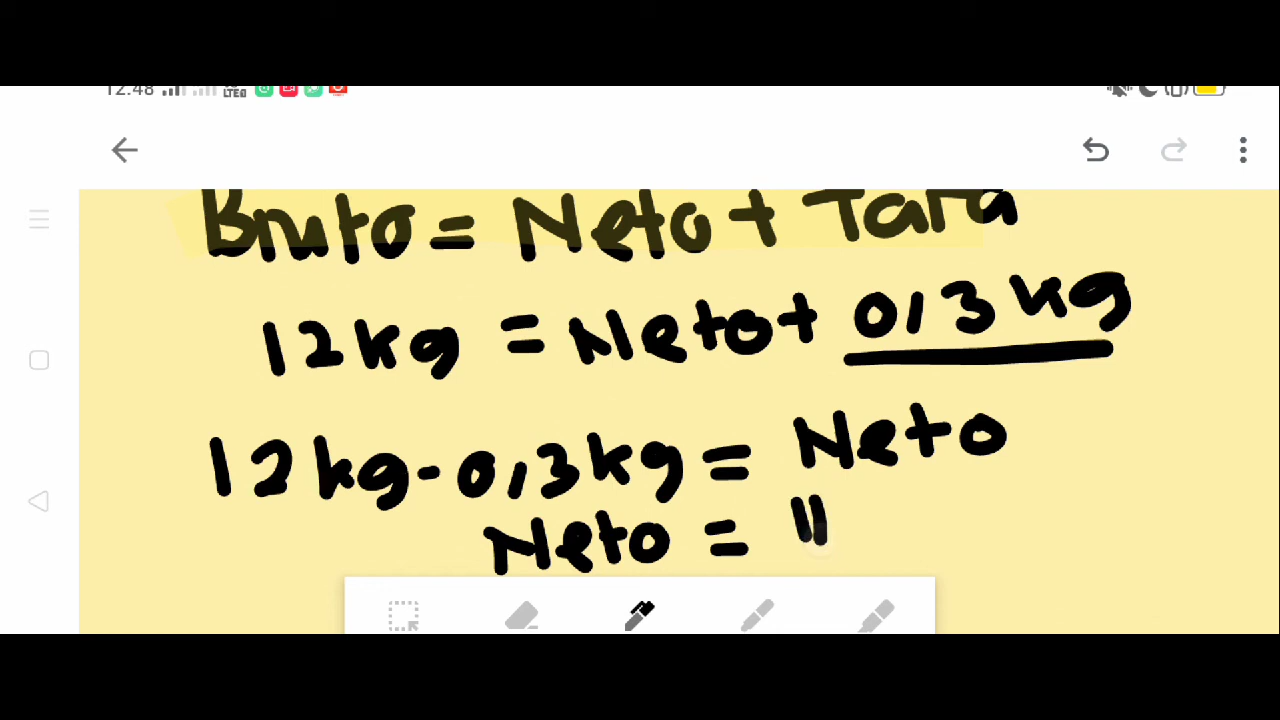 12.48 LTE
Bruto = Neto + Tara
12 kg = Neto + 0,3 kg
12 kg - 0,3 kg = Neto
Neto = 11